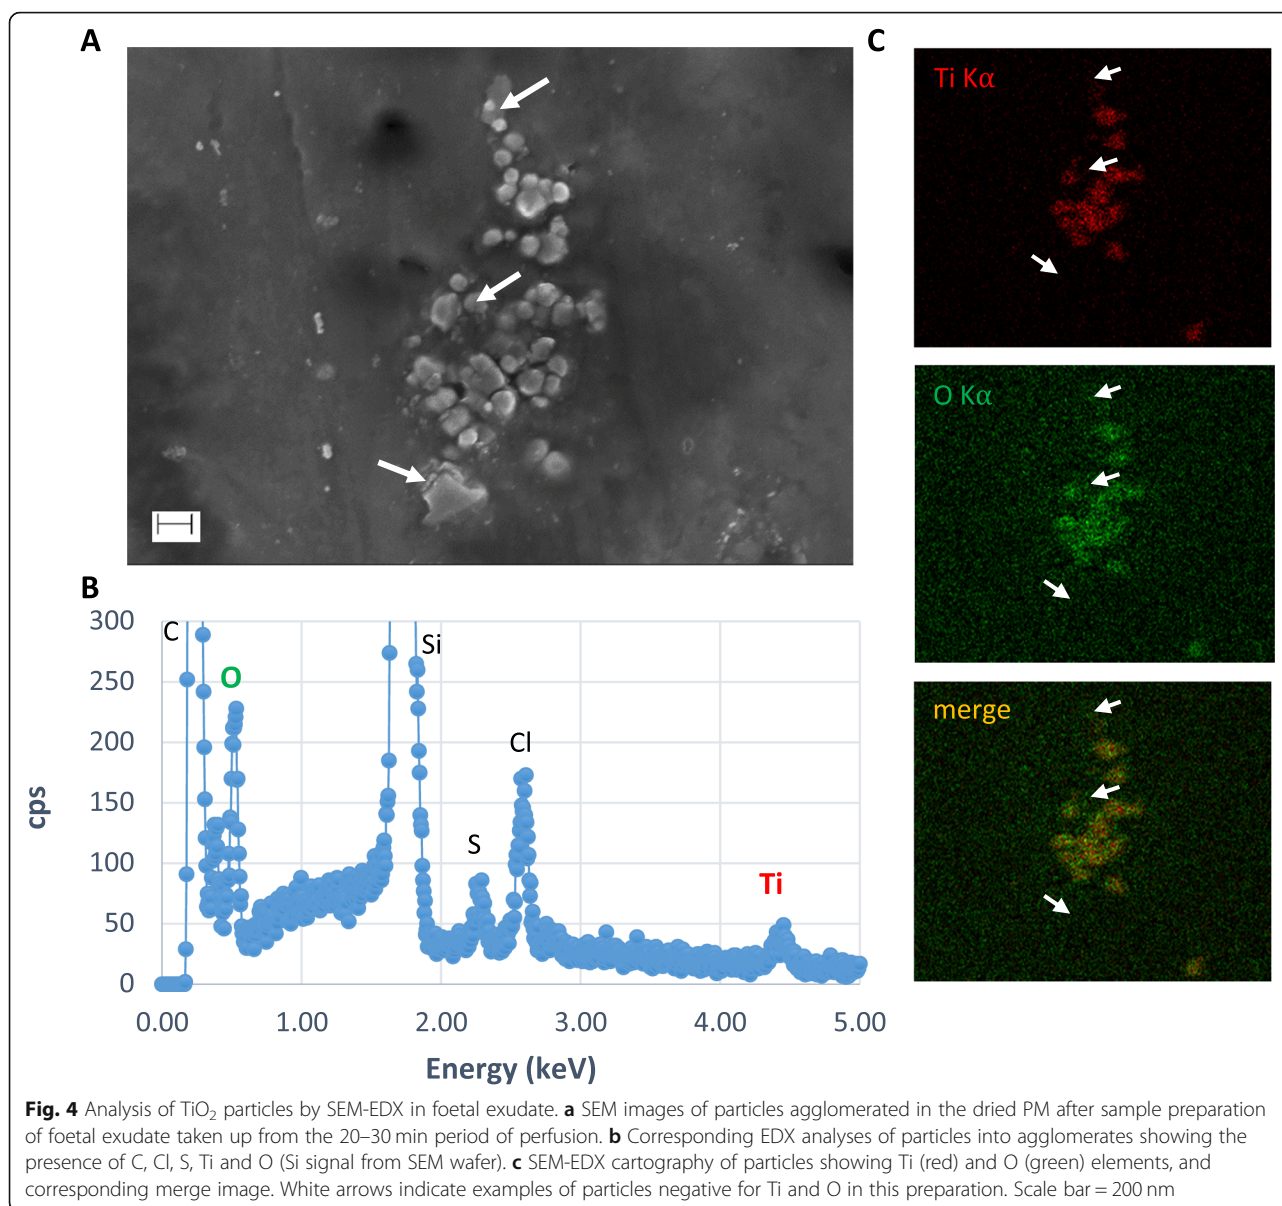 A
C
Ti Kα
O Kα
merge
B
300
250
200
150
100
50
0
cps
C
O
Si
S
Cl
Ti
0.00 1.00 2.00 3.00 4.00 5.00
Energy (keV)
Fig. 4 Analysis of TiO₂ particles by SEM-EDX in foetal exudate. a SEM images of particles agglomerated in the dried PM after sample preparation
of foetal exudate taken up from the 20–30 min period of perfusion. b Corresponding EDX analyses of particles into agglomerates showing the
presence of C, Cl, S, Ti and O (Si signal from SEM wafer). c SEM-EDX cartography of particles showing Ti (red) and O (green) elements, and
corresponding merge image. White arrows indicate examples of particles negative for Ti and O in this preparation. Scale bar = 200 nm